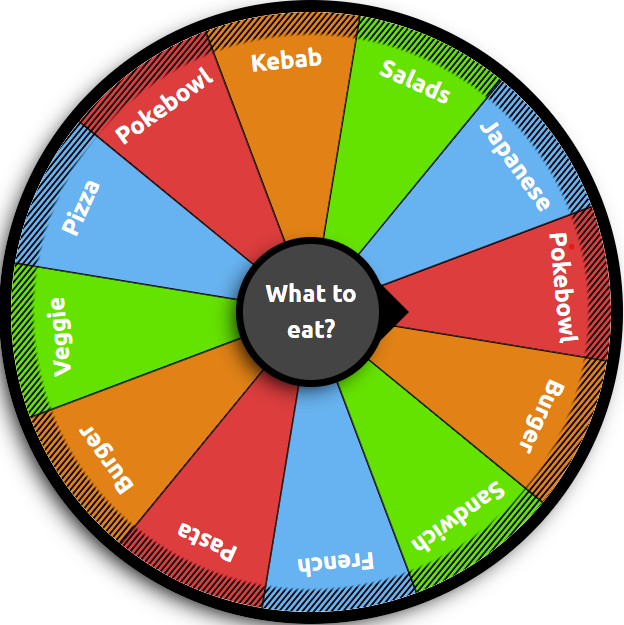 Kebab
Salads
Japanese
Pokebowl
Burger
Sandwich
French
Pasta
Burger
Veggie
Pizza
Pokebowl
What to
eat?